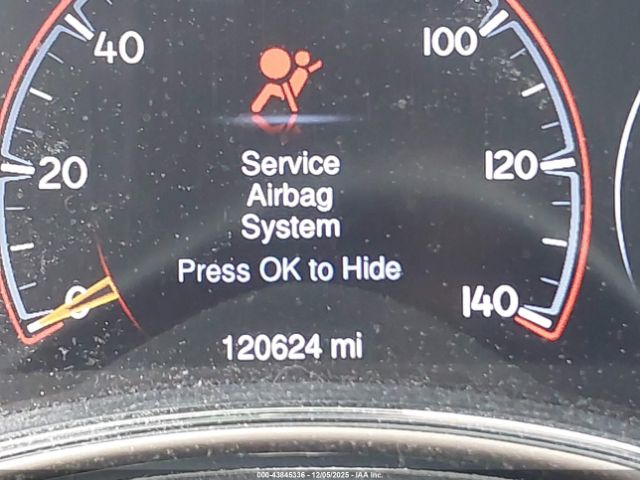 40
100
20
120
Service
Airbag
System
Press OK to Hide
0
140
120624 mi
000-43845336 - 12/05/2025 - IAA Inc.